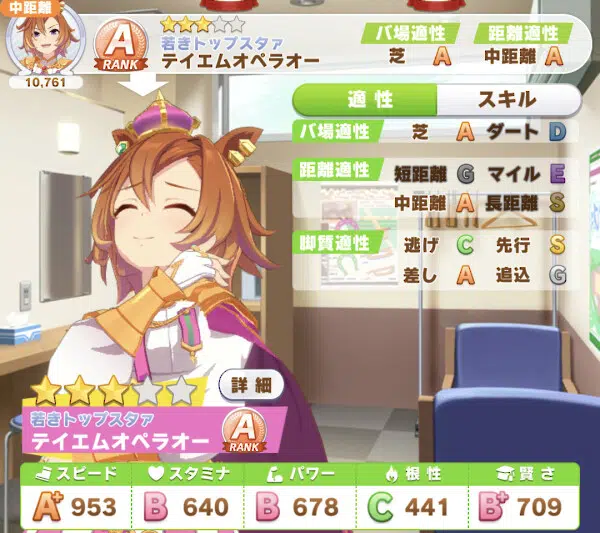 中距離
10,761
A
RANK
若きトップスタァ
テイエムオペラオー
バ場適性
芝 A
距離適性
中距離 A
適性
スキル
バ場適性 芝 A ダート D
距離適性 短距離 G マイル E
中距離 A 長距離 S
脚質適性 逃げ C 先行 S
差し A 追込 G
詳細
若きトップスタァ
テイエムオペラオー
A
RANK
スピード スタミナ パワー 根性 賢さ
A+ 953 B 640 B 678 C 441 B+ 709